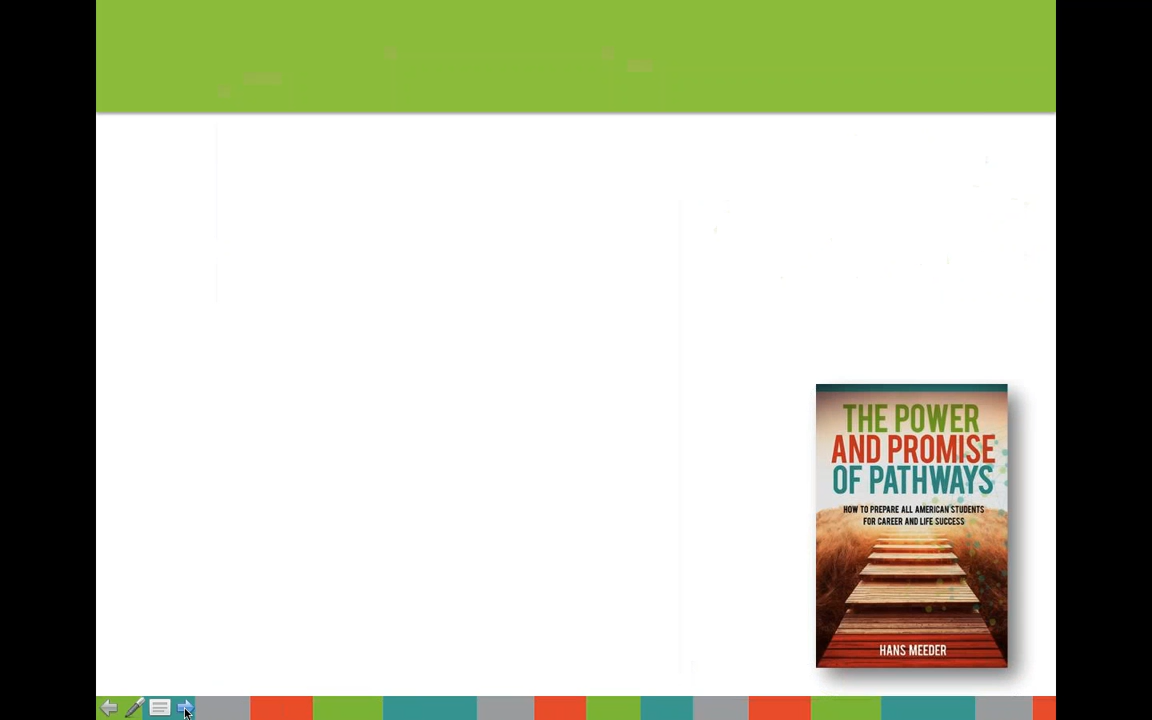 THE POWER
AND PROMISE
OF PATHWAYS
HOW TO PREPARE ALL AMERICAN STUDENTS
FOR CAREER AND LIFE SUCCESS
HANS MEEDER